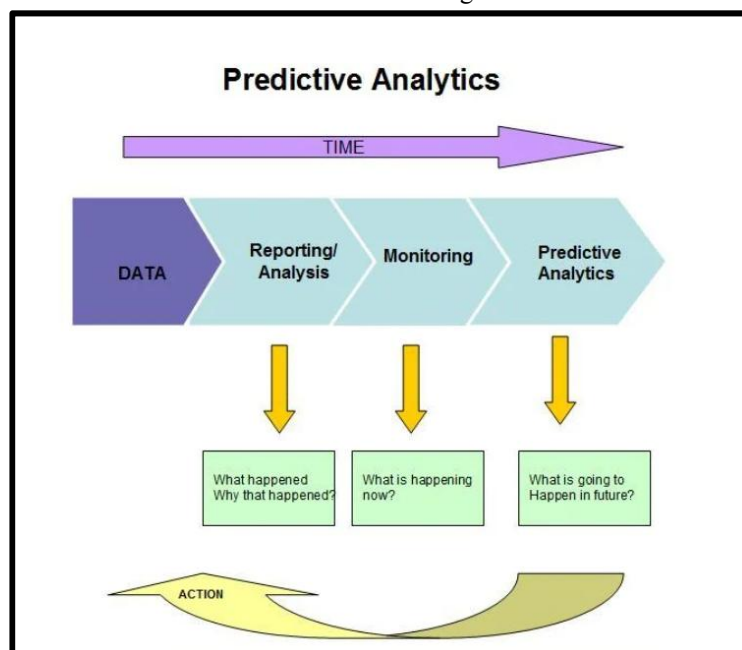 Predictive Analytics
TIME
DATA
Reporting/
Analysis
Monitoring
Predictive
Analytics
What happened
Why that happened?
What is happening
now?
What is going to
Happen in future?
ACTION